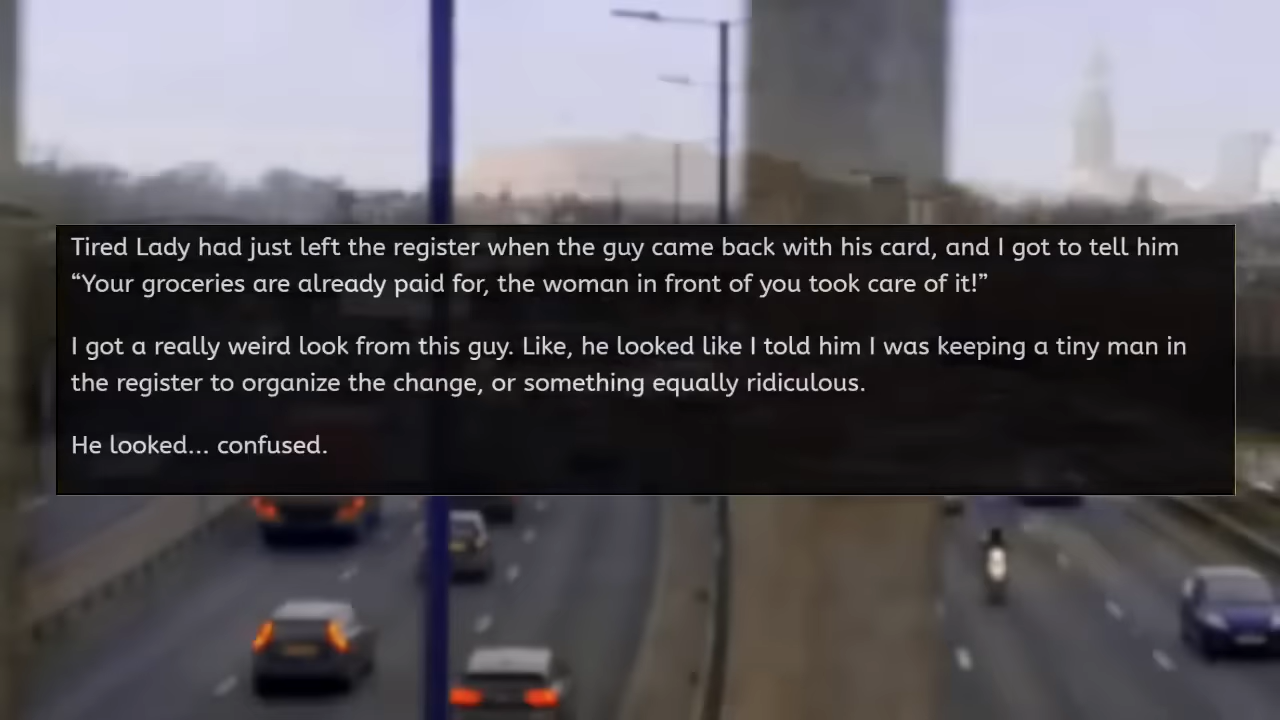 Tired Lady had just left the register when the guy came back with his card, and I got to tell him
“Your groceries are already paid for, the woman in front of you took care of it!”
I got a really weird look from this guy. Like, he looked like I told him I was keeping a tiny man in
the register to organize the change, or something equally ridiculous.
He looked... confused.